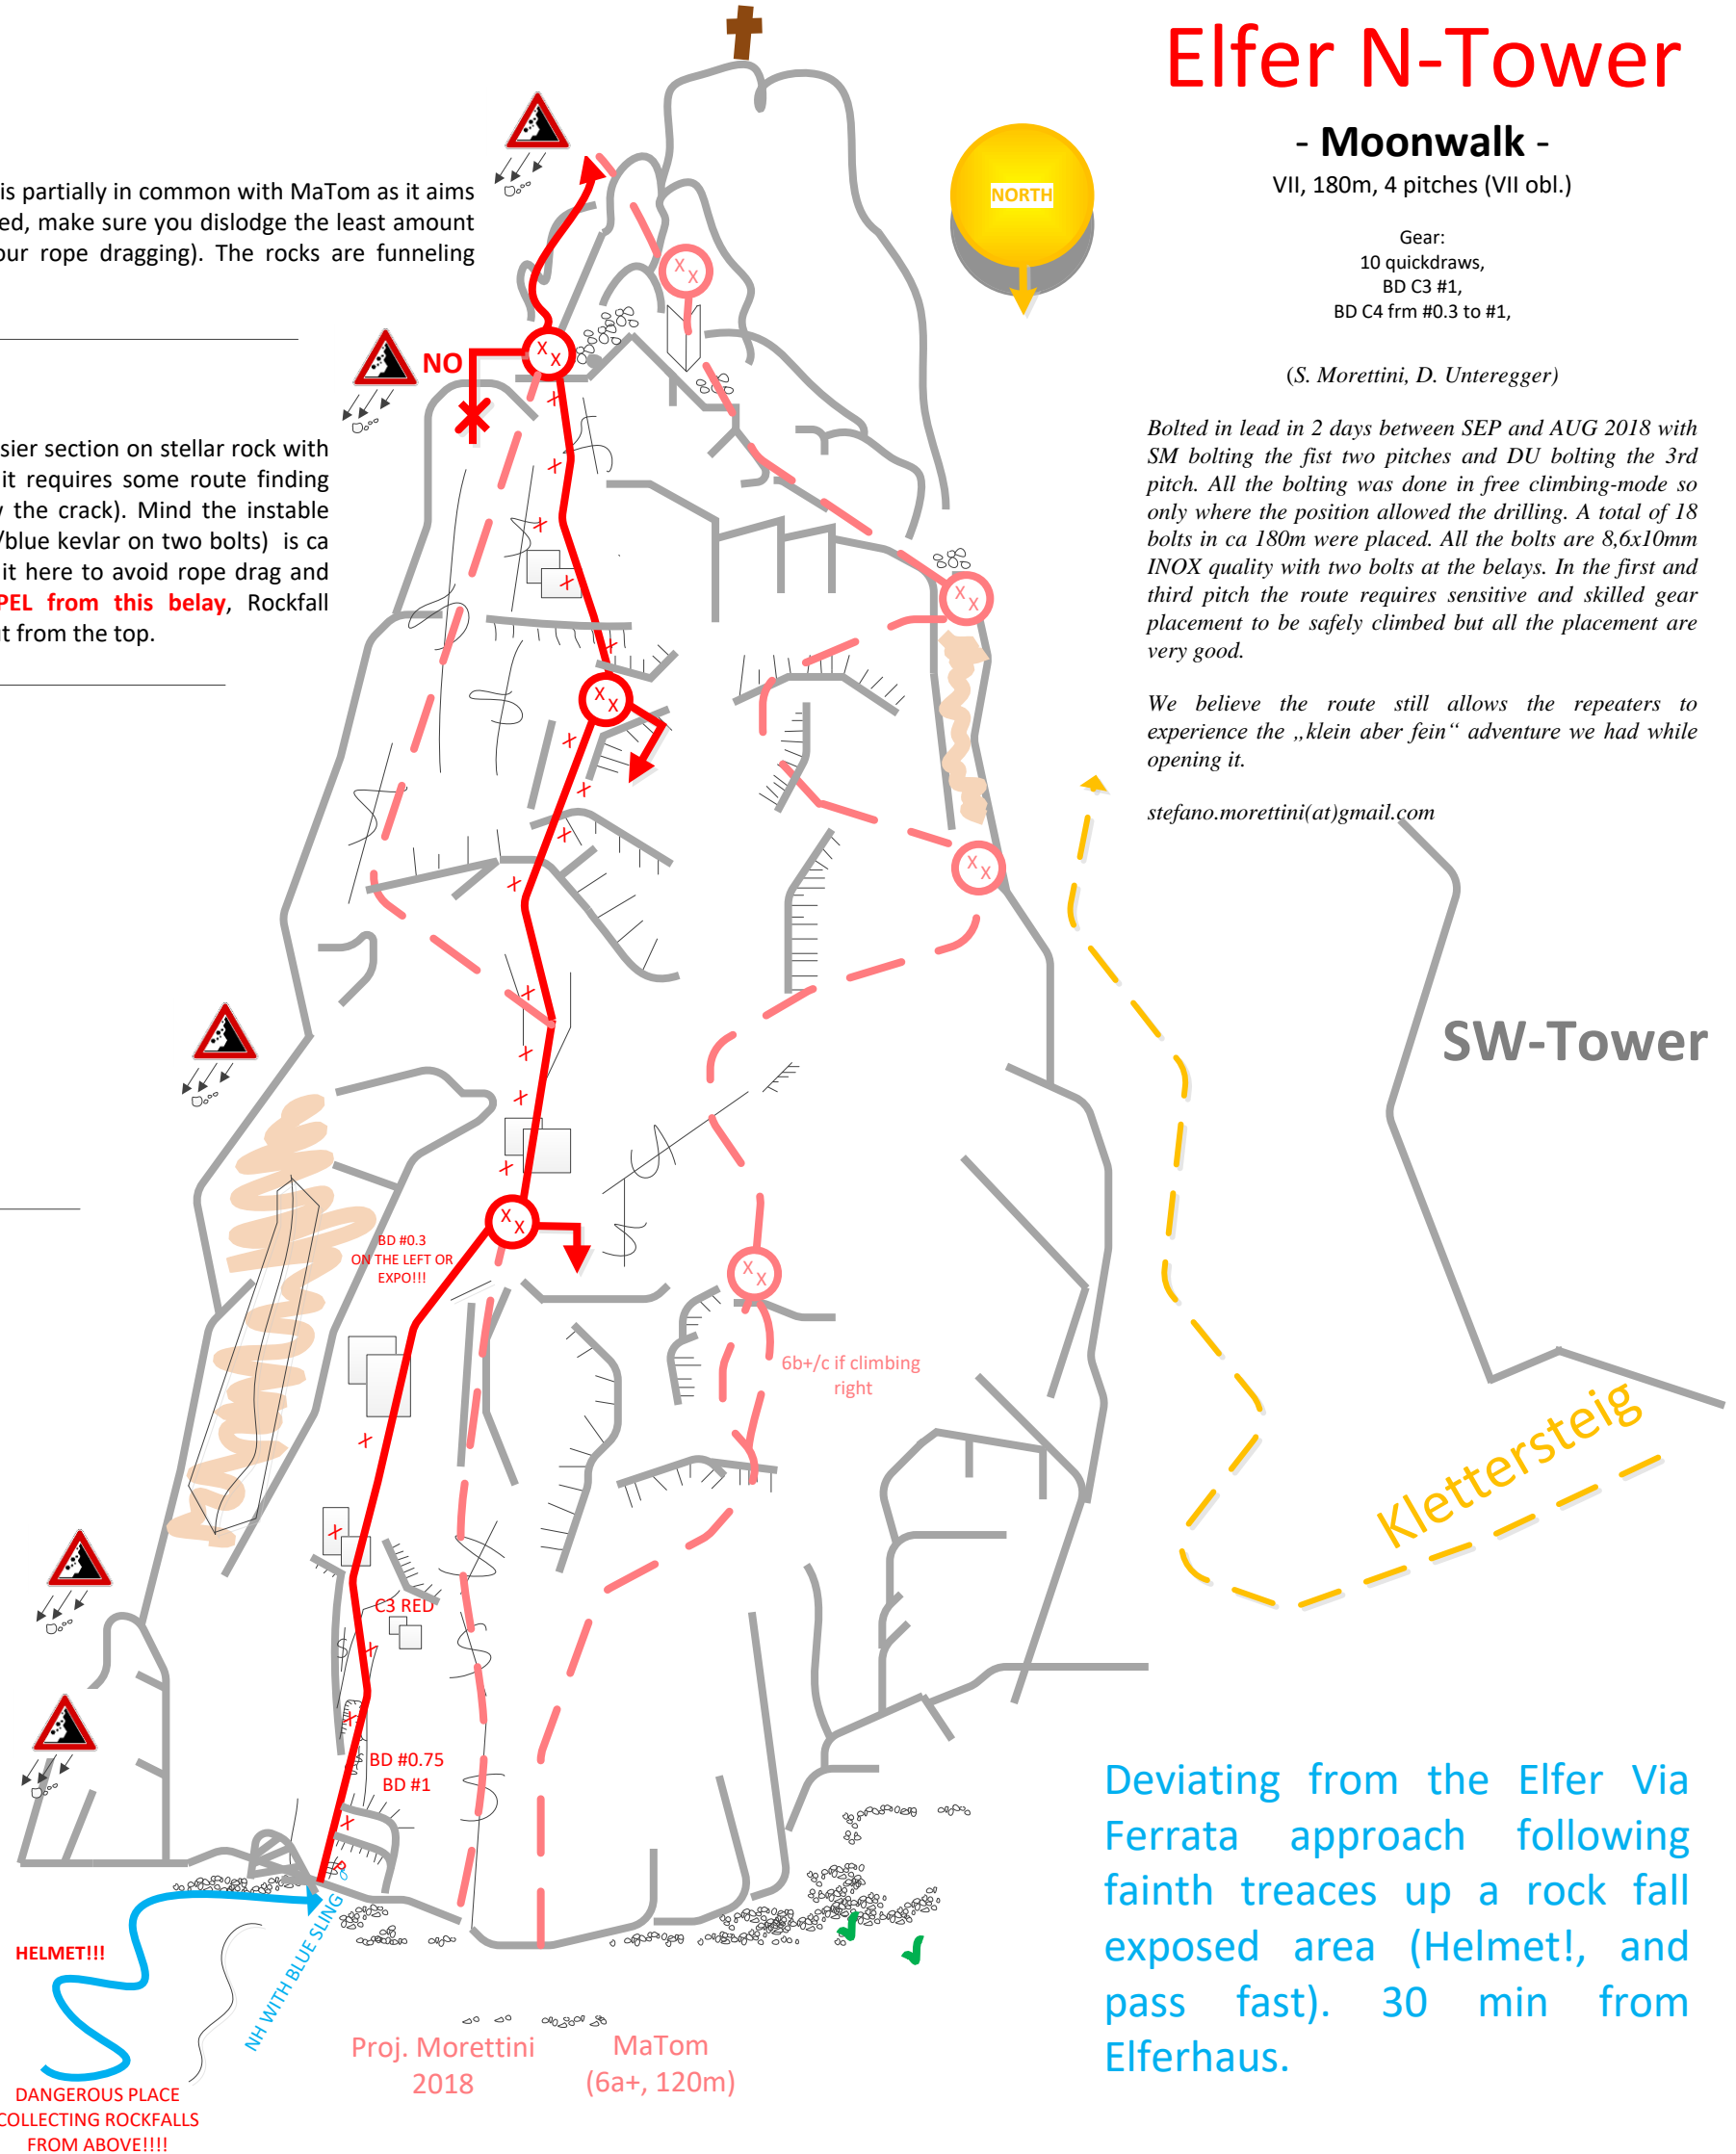 Elfer N-Tower
- Moonwalk -
VII, 180m, 4 pitches (VII obl.)
Gear:
10 quickdraws,
BD C3 #1,
BD C4 frm #0.3 to #1,
(S. Morettini, D. Unteregger)
Bolted in lead in 2 days between SEP and AUG 2018 with
SM bolting the fist two pitches and DU bolting the 3rd
pitch. All the bolting was done in free climbing-mode so
only where the position allowed the drilling. A total of 18
bolts in ca 180m were placed. All the bolts are 8,6x10mm
INOX quality with two bolts at the belays. In the first and
third pitch the route requires sensitive and skilled gear
placement to be safely climbed but all the placement are
very good.
We believe the route still allows the repeaters to
experience the „klein aber fein“ adventure we had while
opening it.
stefano.morettini(at)gmail.com
NORTH
is partially in common with MaTom as it aims
ed, make sure you dislodge the least amount
our rope dragging). The rocks are funneling
NO
sier section on stellar rock with
it requires some route finding
w the crack). Mind the instable
/blue kevlar on two bolts) is ca
it here to avoid rope drag and
PEL from this belay, Rockfall
ut from the top.
X X
X X
X X
X X
X X
X X
X X
SW-Tower
BD #0.3
ON THE LEFT OR
EXPO!!!
6b+/c if climbing
right
Klettersteig
C3 RED
BD #0.75
BD #1
Deviating from the Elfer Via
Ferrata approach following
fainth treaces up a rock fall
exposed area (Helmet!, and
pass fast). 30 min from
Elferhaus.
HELMET!!!
NH WITH BLUE SLING
Proj. Morettini
2018
MaTom
(6a+, 120m)
DANGEROUS PLACE
COLLECTING ROCKFALLS
FROM ABOVE!!!!